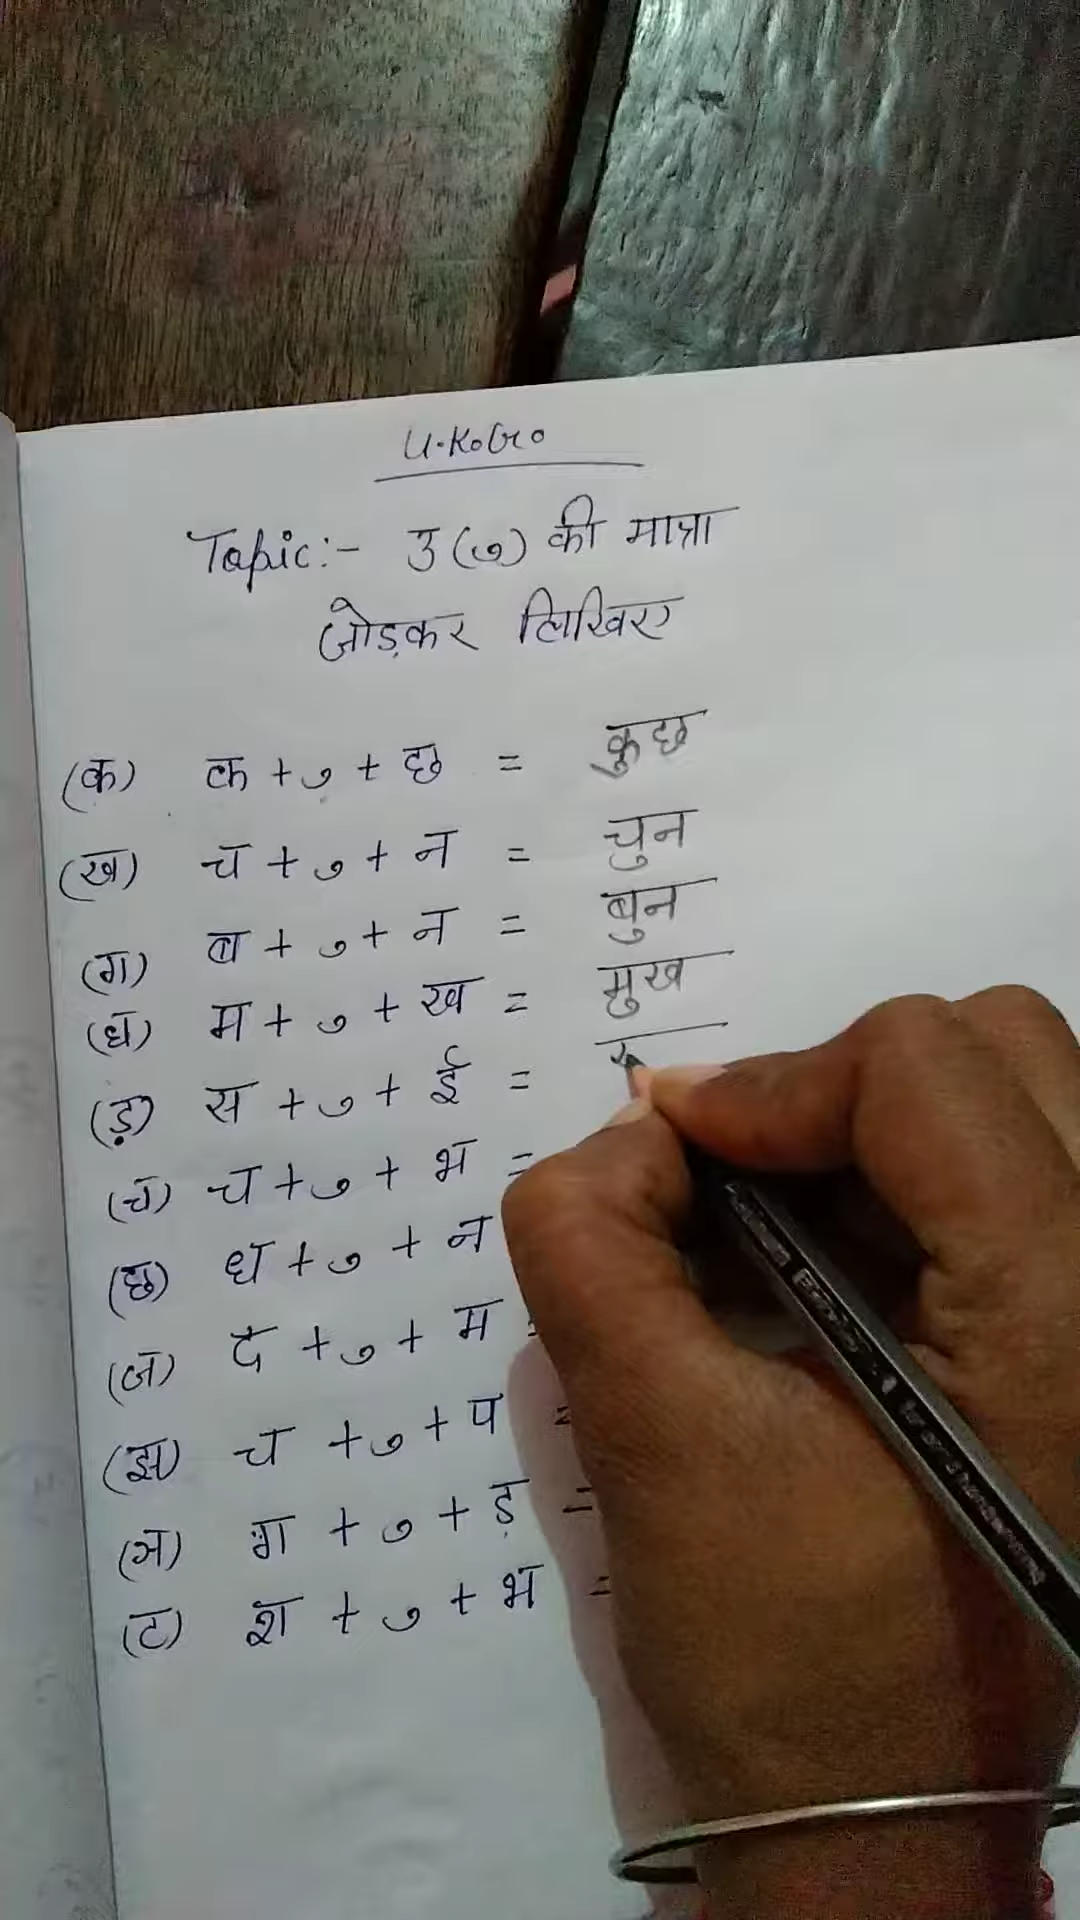 U.K.G.
Topic:- उ(ु) की मात्रा
जोड़कर लिखिए
(क) क + ु + छ = कुछ
(ख) च + ु + न = चुन
(ग) ब + ु + न = बुन
(घ) म + ु + ख = मुख
(ड़) स + ु + ई =
(च) च + ु + भ =
(छ) ध + ु + न
(ज) द + ु + म =
(झ) च + ु + प =
(ञ) ग + ु + ड़ =
(ट) श + ु + भ =